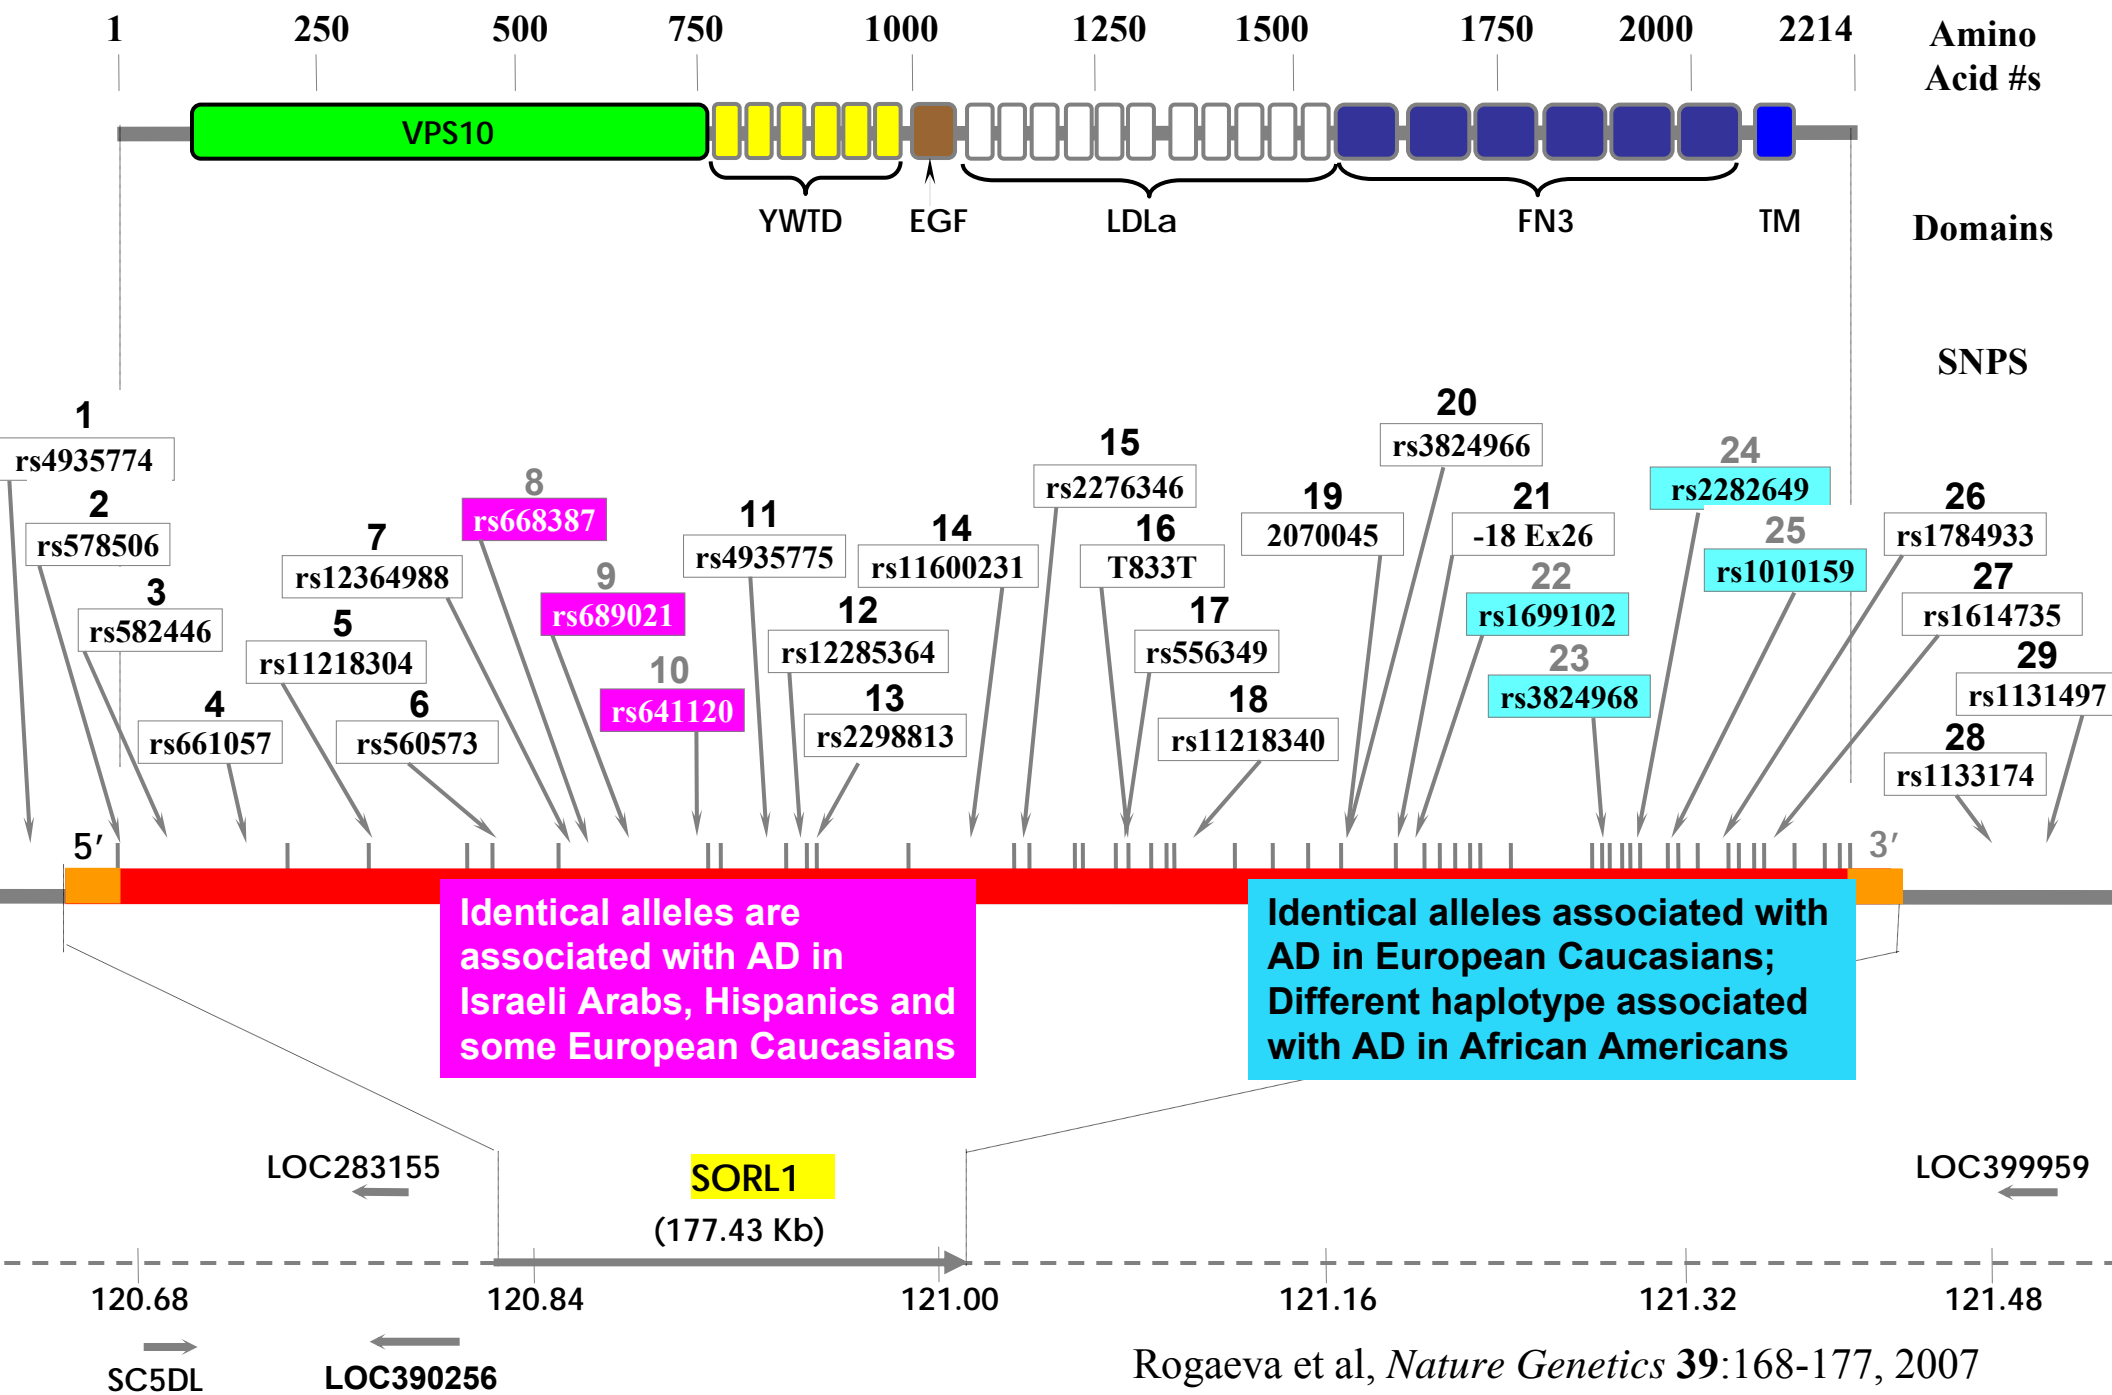 1 250 500 750 1000 1250 1500 1750 2000 2214
Amino
Acid #s
VPS10
YWTD EGF LDLa FN3 TM
Domains
SNPS
1
rs4935774
2
rs578506
3
rs582446
4
rs661057
5
rs11218304
6
rs560573
7
rs12364988
8
rs668387
9
rs689021
10
rs641120
11
rs4935775
12
rs12285364
13
rs2298813
14
rs11600231
15
rs2276346
16
T833T
17
rs556349
18
rs11218340
19
2070045
20
rs3824966
21
-18 Ex26
22
rs1699102
23
rs3824968
24
rs2282649
25
rs1010159
26
rs1784933
27
rs1614735
28
rs1133174
29
rs1131497
5′ 3′
Identical alleles are
associated with AD in
Israeli Arabs, Hispanics and
some European Caucasians
Identical alleles associated with
AD in European Caucasians;
Different haplotype associated
with AD in African Americans
LOC283155
SORL1
(177.43 Kb)
LOC399959
120.68 120.84 121.00 121.16 121.32 121.48
SC5DL
LOC390256
Rogaeva et al, Nature Genetics 39:168-177, 2007